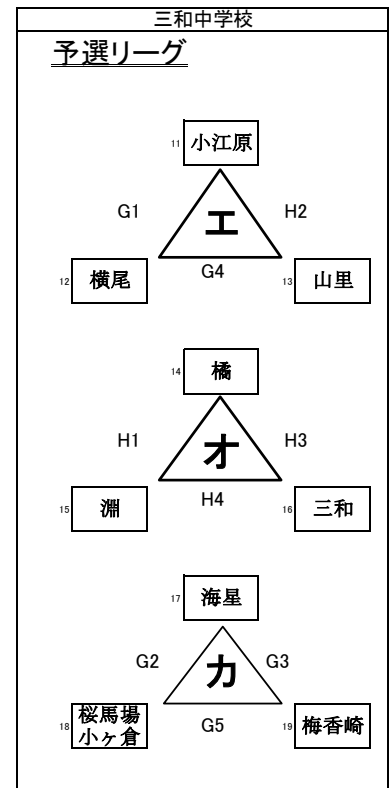 三和中学校
予選リーグ
11 小江原
G1 エ H2
12 横尾 G4 13 山里
14 橘
H1 オ H3
15 淵 H4 16 三和
17 海星
G2 カ G3
18 桜馬場
小ヶ倉 G5 19 梅香崎